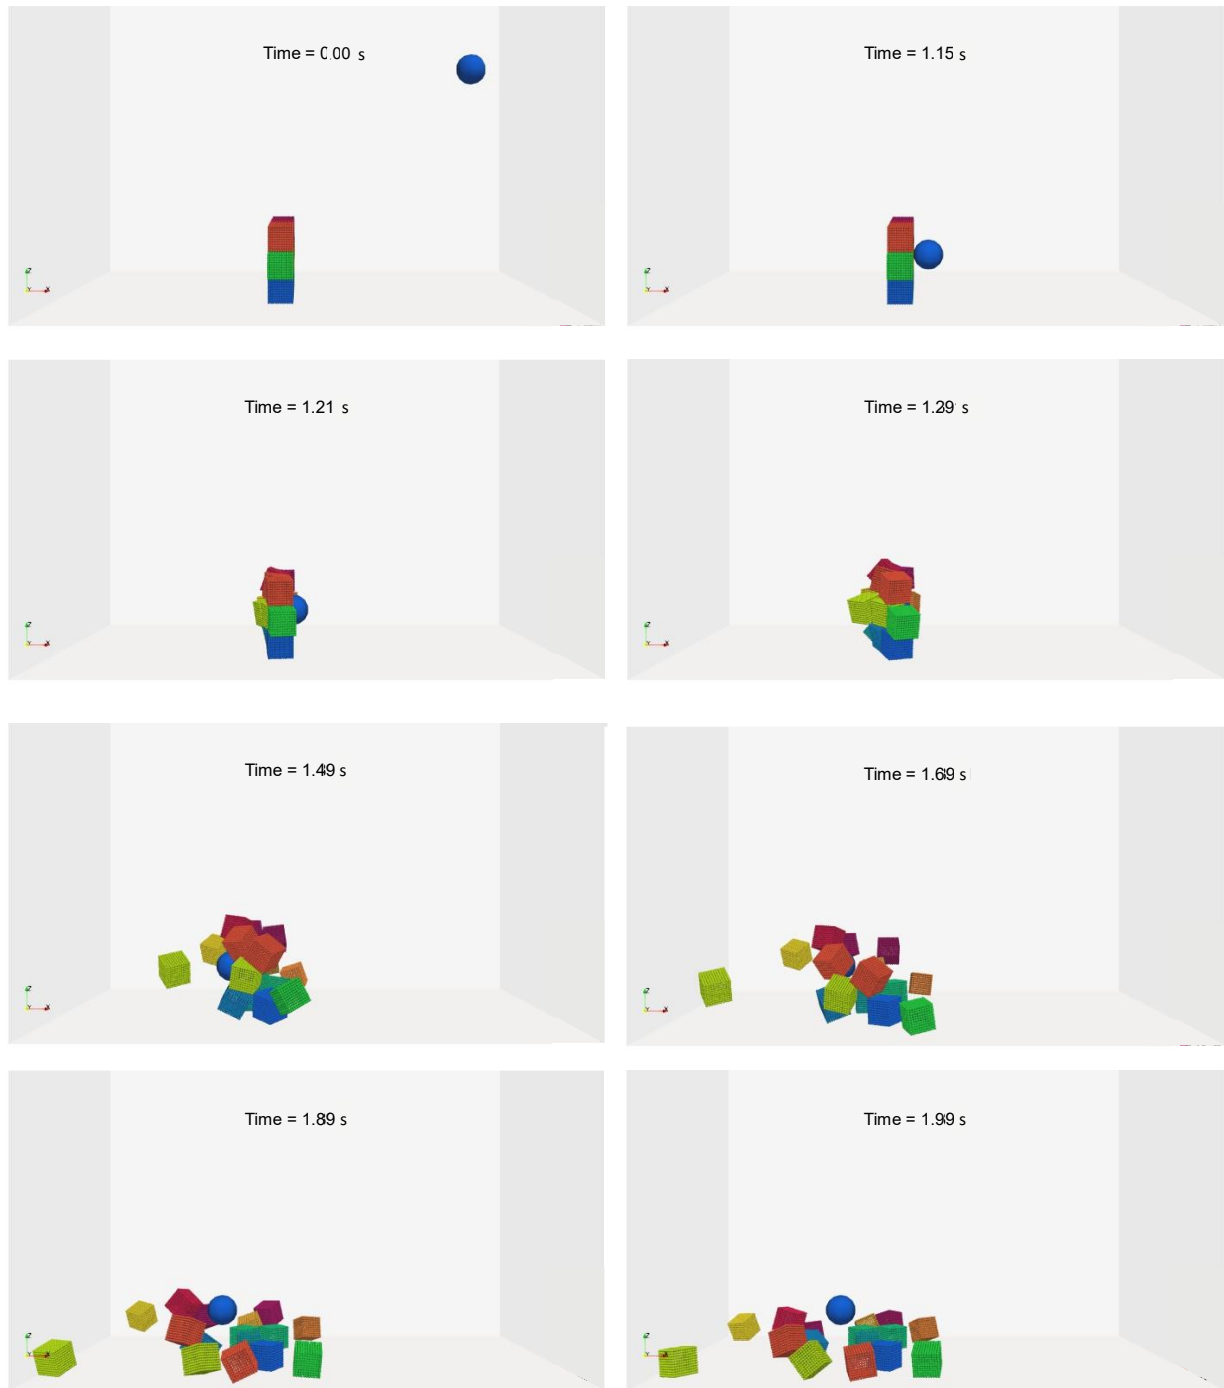 Time = 0.00 s
Time = 1.15 s
Time = 1.21 s
Time = 1.29 s
Time = 1.49 s
Time = 1.69 s
Time = 1.89 s
Time = 1.99 s